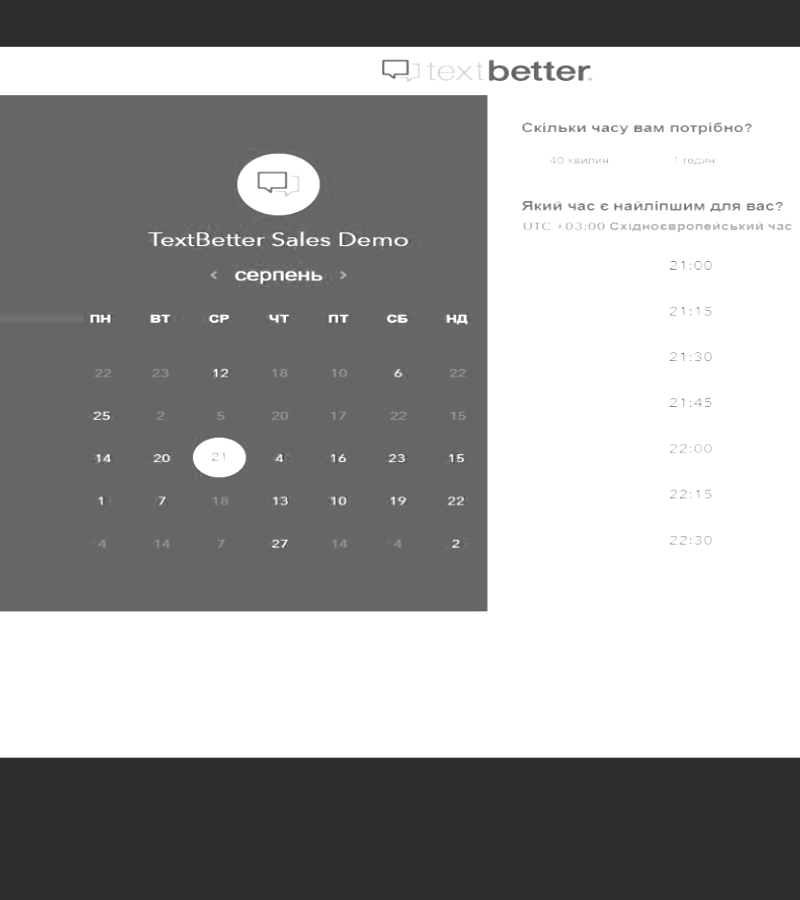 textbetter.
TextBetter Sales Demo
< серпень >
ПН ВТ СР ЧТ ПТ СБ НД
22 23 12 18 10 6 22
25 2 5 20 17 22 15
14 20 21 4 16 23 15
1 7 18 13 10 19 22
4 14 7 27 14 4 2
Скільки часу вам потрібно?
40 хвилин 1 годин
Який час є найліпшим для вас?
UTC +03:00 Східноєвропейський час
21:00
21:15
21:30
21:45
22:00
22:15
22:30